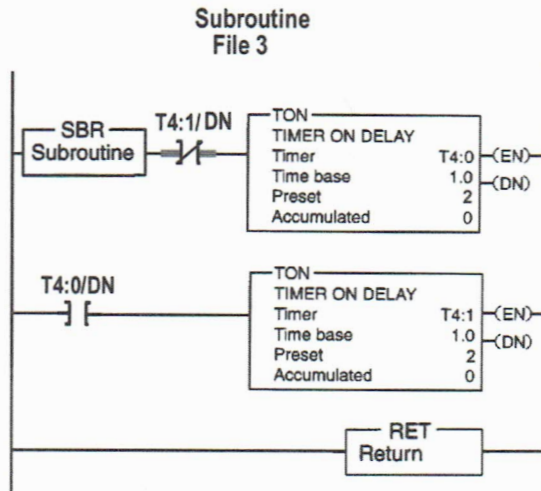 Subroutine
File 3
SBR
Subroutine
T4:1/DN
TON
TIMER ON DELAY
Timer T4:0 (EN)
Time base 1.0 (DN)
Preset 2
Accumulated 0
T4:0/DN
TON
TIMER ON DELAY
Timer T4:1 (EN)
Time base 1.0 (DN)
Preset 2
Accumulated 0
RET
Return